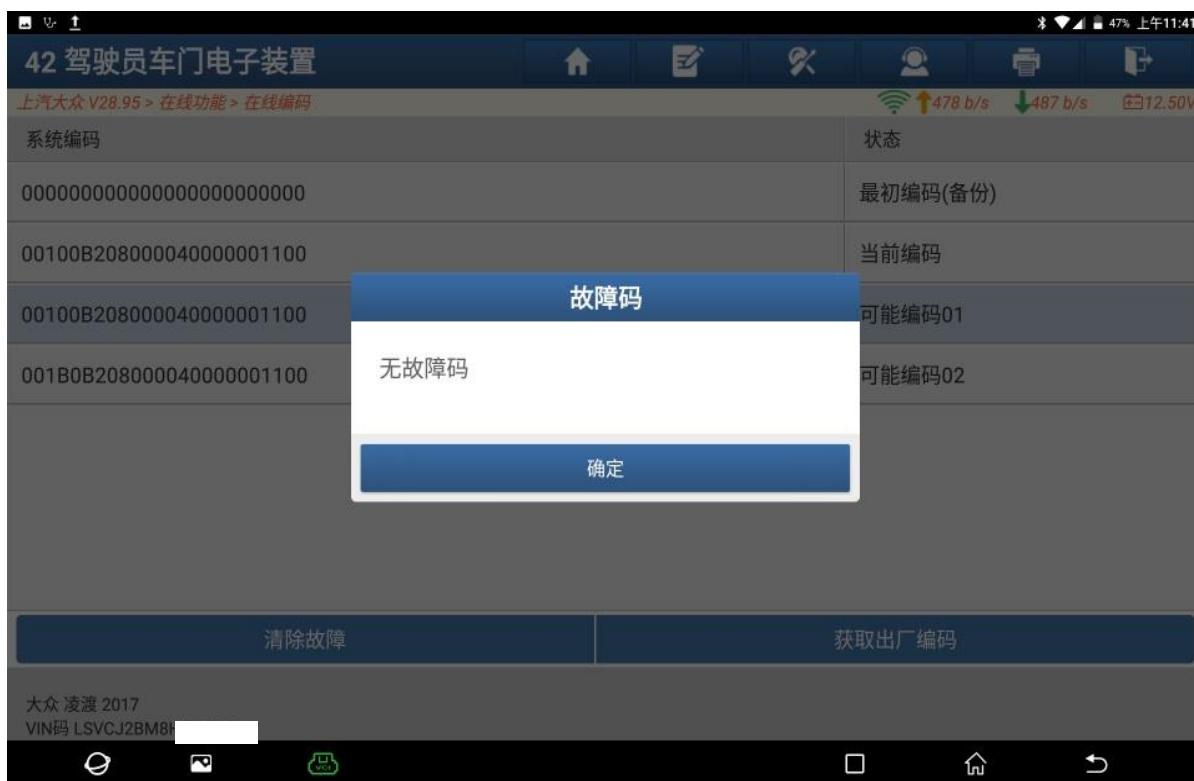 47% 上午11:41
42 驾驶员车门电子装置
上汽大众 V28.95 > 在线功能 > 在线编码
478 b/s 487 b/s 12.50V
系统编码 状态
000000000000000000000000 最初编码(备份)
00100B208000040000001100 当前编码
故障码
00100B208000040000001100 可能编码01
无故障码
001B0B208000040000001100 可能编码02
确定
清除故障 获取出厂编码
大众 凌渡 2017
VIN码 LSVCJ2BM8H
VCI